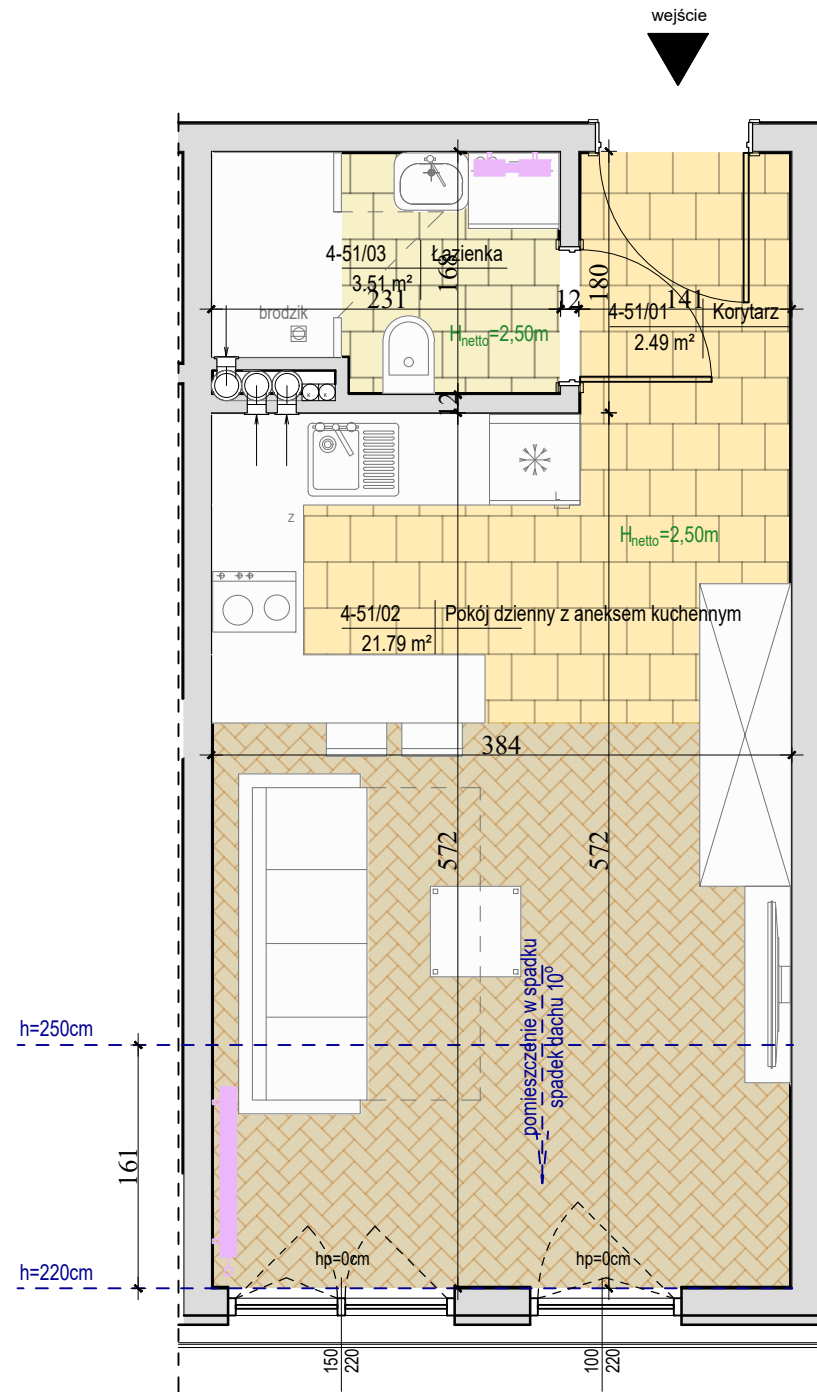 wejście
4-51/03 Łazienka
3.51 m²
168
231
12
180
141
brodzik
4-51/01 Korytarz
2.49 m²
Hnetto=2,50m
12
L
z
Hnetto=2,50m
4-51/02 Pokój dzienny z aneksem kuchennym
21.79 m²
384
572
572
pomieszczenie w spadku
spadek dachu 10°
h=250cm
161
h=220cm
hp=0cm
hp=0cm
150
220
100
220